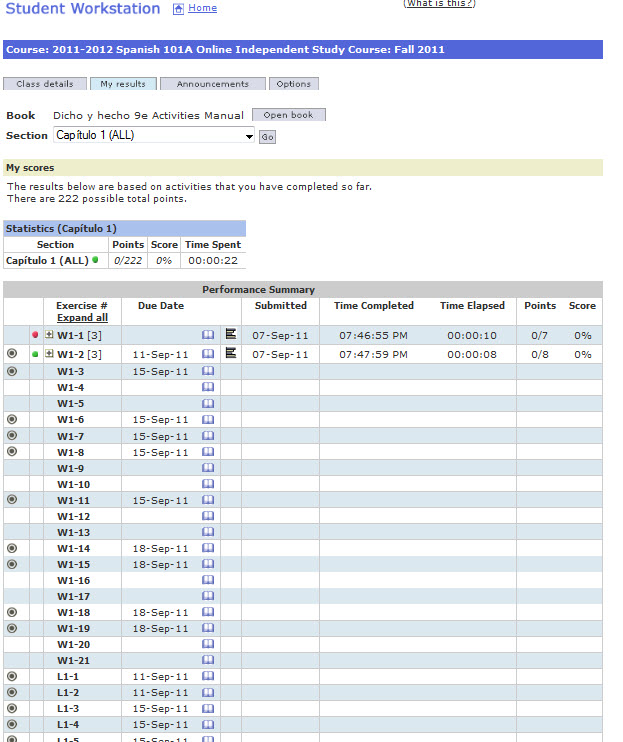 Student Workstation Home (What is this?)
Course: 2011-2012 Spanish 101A Online Independent Study Course: Fall 2011
Class details My results Announcements Options
Book Dicho y hecho 9e Activities Manual Open book
Section Capítulo 1 (ALL) Go
My scores
The results below are based on activities that you have completed so far.
There are 222 possible total points.
Statistics (Capítulo 1)
Section Points Score Time Spent
Capítulo 1 (ALL) 0/222 0% 00:00:22
Performance Summary
Exercise # Due Date Submitted Time Completed Time Elapsed Points Score
Expand all
W1-1 [3] 07-Sep-11 07:46:55 PM 00:00:10 0/7 0%
W1-2 [3] 11-Sep-11 07-Sep-11 07:47:59 PM 00:00:08 0/8 0%
W1-3 15-Sep-11
W1-4
W1-5
W1-6 15-Sep-11
W1-7 15-Sep-11
W1-8 15-Sep-11
W1-9
W1-10
W1-11 15-Sep-11
W1-12
W1-13
W1-14 18-Sep-11
W1-15 18-Sep-11
W1-16
W1-17
W1-18 18-Sep-11
W1-19 18-Sep-11
W1-20
W1-21
L1-1 11-Sep-11
L1-2 11-Sep-11
L1-3 15-Sep-11
L1-4 15-Sep-11
L1-5 15-Sep-11